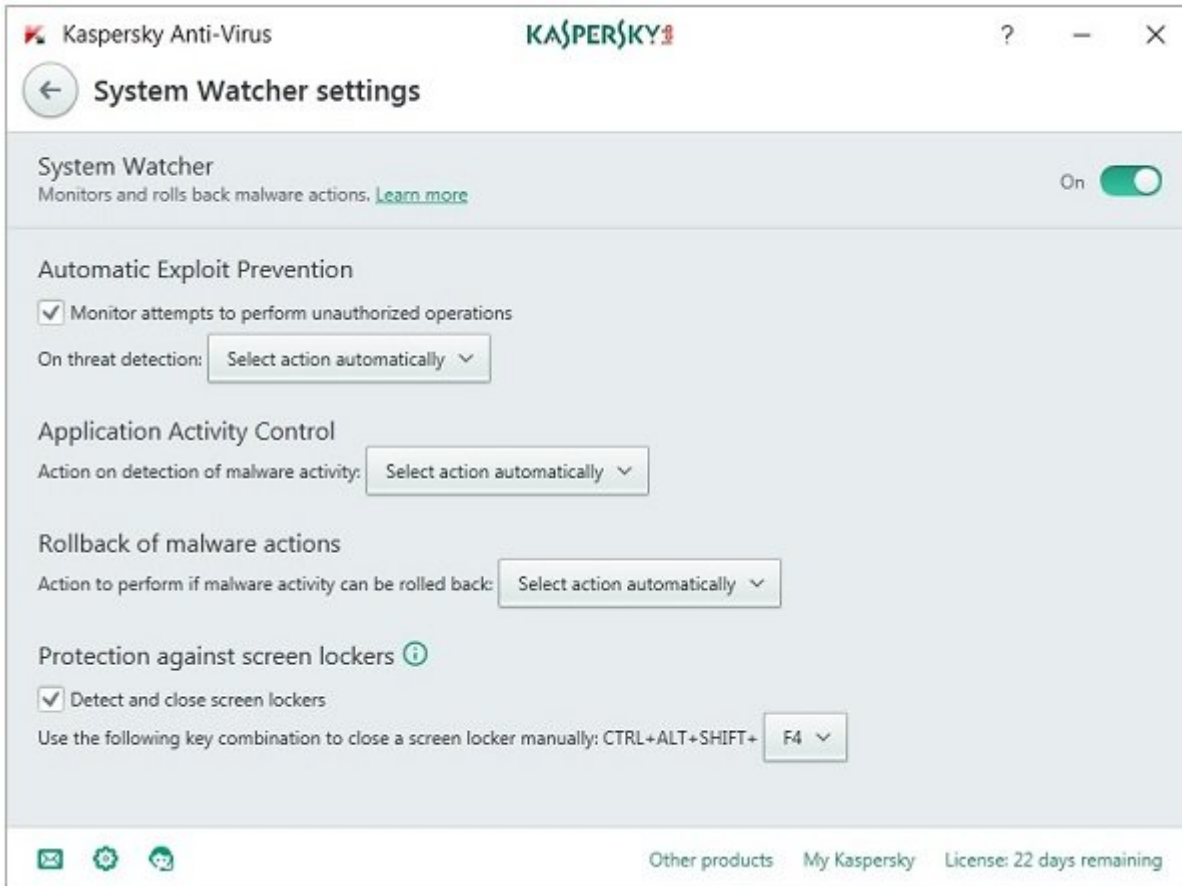 Kaspersky Anti-Virus KASPERSKY lab ?
System Watcher settings
System Watcher
Monitors and rolls back malware actions. Learn more
On
Automatic Exploit Prevention
Monitor attempts to perform unauthorized operations
On threat detection: Select action automatically
Application Activity Control
Action on detection of malware activity: Select action automatically
Rollback of malware actions
Action to perform if malware activity can be rolled back: Select action automatically
Protection against screen lockers
Detect and close screen lockers
Use the following key combination to close a screen locker manually: CTRL+ALT+SHIFT+ F4
Other products My Kaspersky License: 22 days remaining